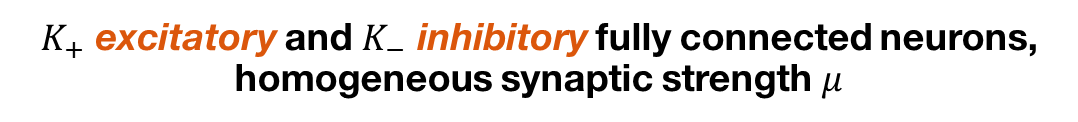 K₊ excitatory and K₋ inhibitory fully connected neurons,
homogeneous synaptic strength μ